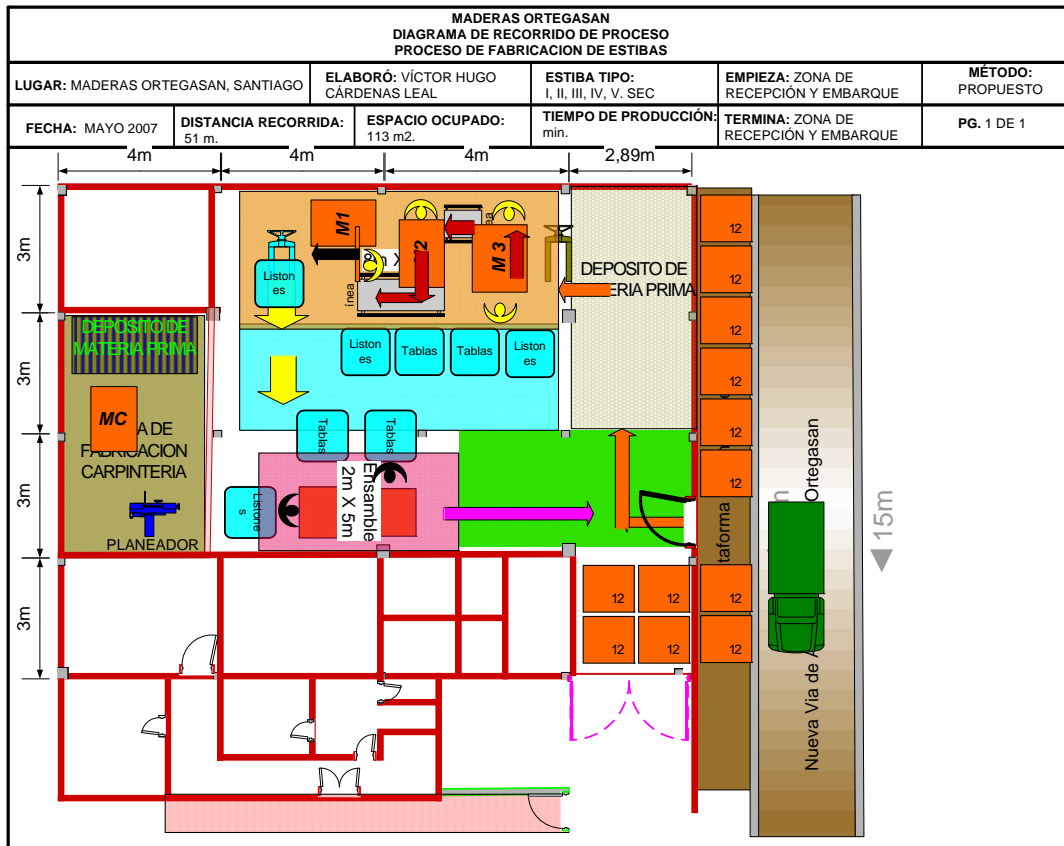 MADERAS ORTEGASAN
DIAGRAMA DE RECORRIDO DE PROCESO
PROCESO DE FABRICACION DE ESTIBAS
LUGAR: MADERAS ORTEGASAN, SANTIAGO
ELABORÓ: VÍCTOR HUGO
CÁRDENAS LEAL
ESTIBA TIPO:
I, II, III, IV, V. SEC
EMPIEZA: ZONA DE
RECEPCIÓN Y EMBARQUE
MÉTODO:
PROPUESTO
FECHA: MAYO 2007
DISTANCIA RECORRIDA:
51 m.
ESPACIO OCUPADO:
113 m2.
TIEMPO DE PRODUCCIÓN:
min.
TERMINA: ZONA DE
RECEPCIÓN Y EMBARQUE
PG. 1 DE 1
4m
4m
4m
2,89m
3m
3m
3m
3m
M1
M 3
Liston
es
DEPOSITO DE
PRIMA
Liston
es
Tablas
Tablas
Liston
es
DEPOSITO DE
MATERIA PRIMA
MC
DE
FABRICACION
CARPINTERIA
PLANEADOR
Tablas
Tablas
Listone
s
Ensamble
2m X 5m
12
12
12
12
12
12
12
12
12
12
12
12
Nueva Via de
Ortegasan
15m